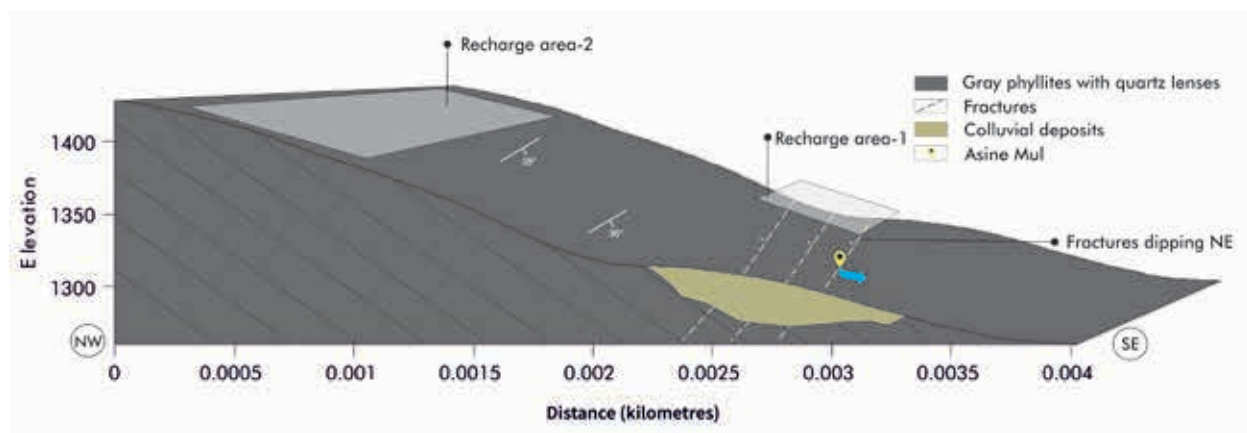 Recharge area-2
Gray phyllites with quartz lenses
Fractures
Colluvial deposits
Asine Mul
Recharge area-1
Fractures dipping NE
Elevation
1400
1350
1300
NW
SE
0
0.0005
0.001
0.0015
0.002
0.0025
0.003
0.0035
0.004
Distance (kilometres)